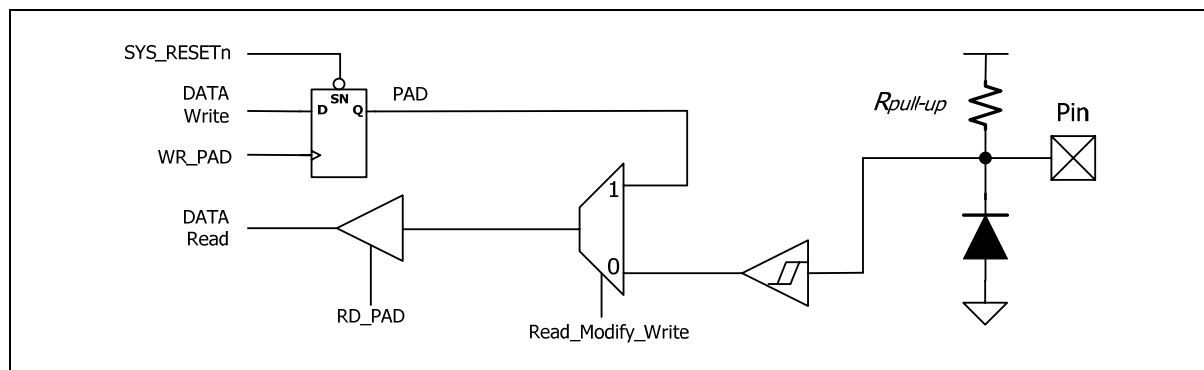 SYS_RESETn
DATA
Write
SN
D
Q
PAD
WR_PAD
Rpull-up
Pin
1
DATA
Read
0
RD_PAD
Read_Modify_Write